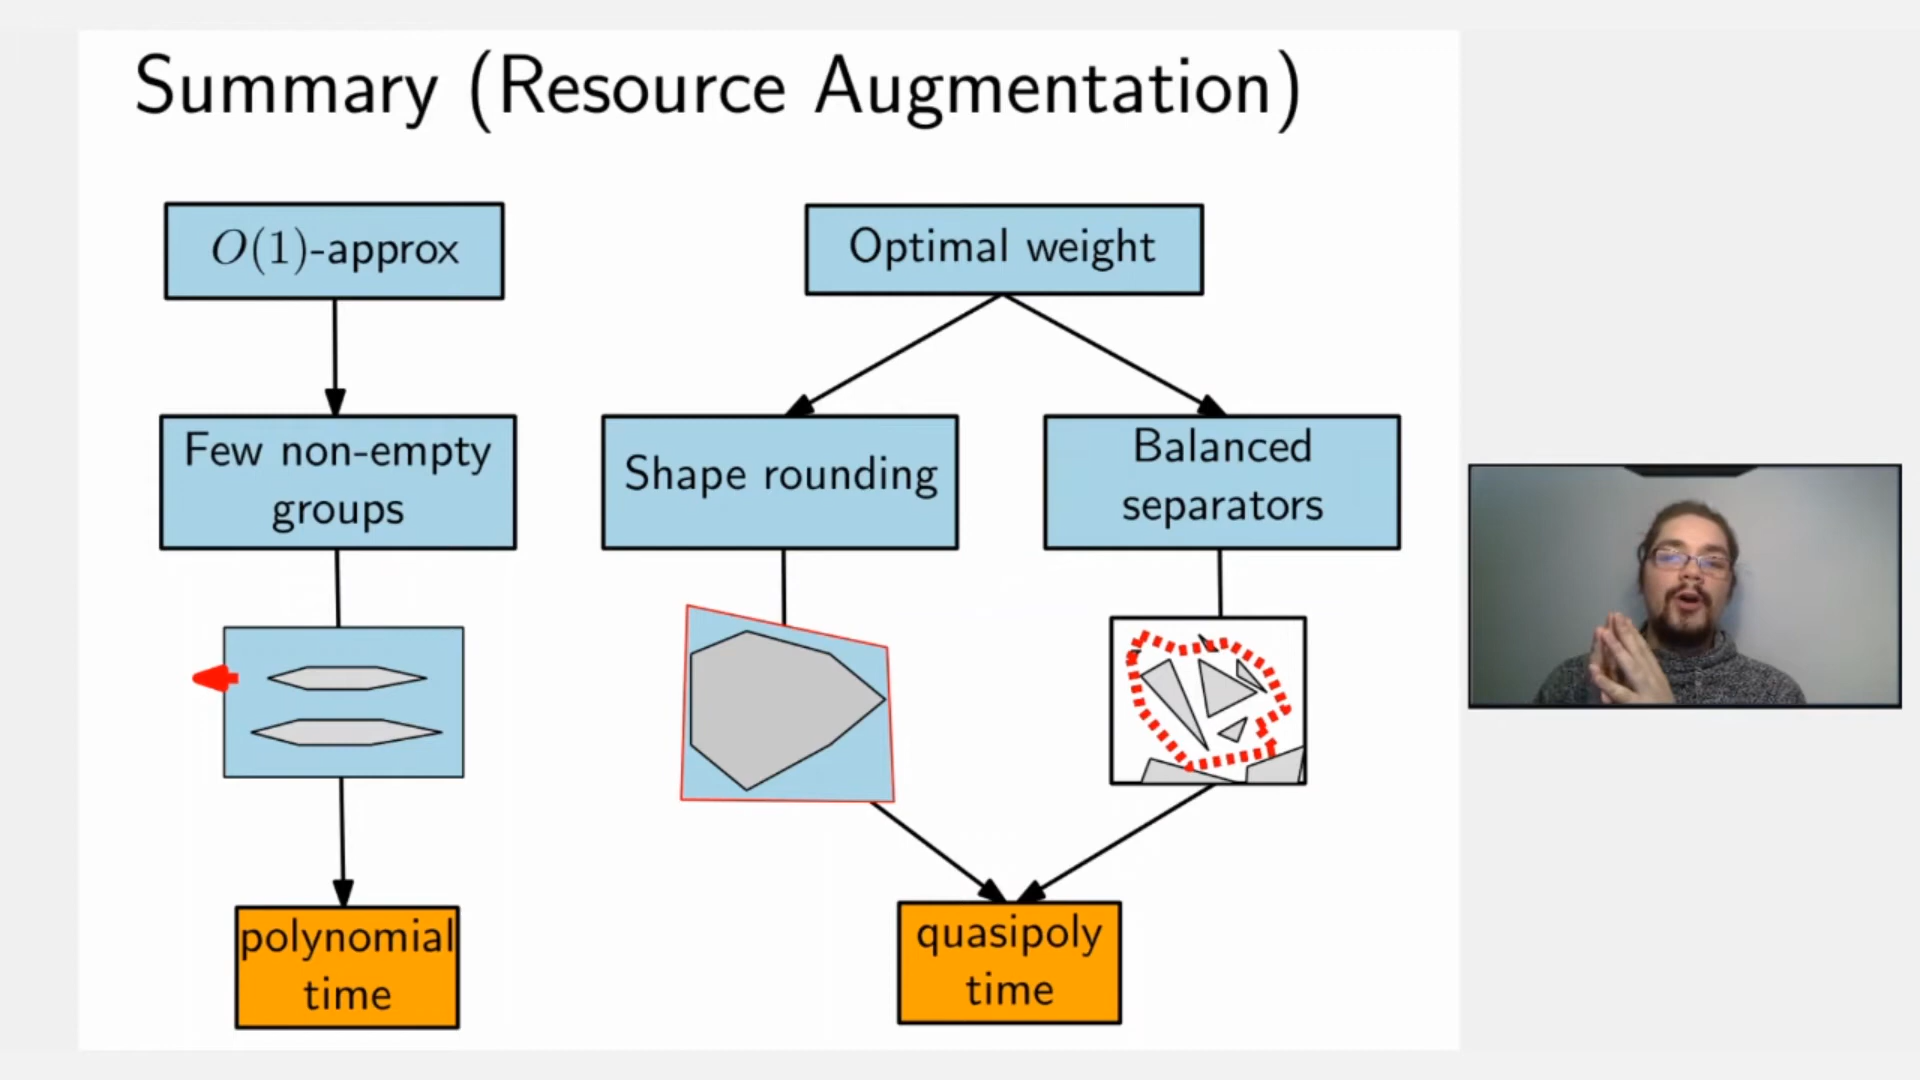 Summary (Resource Augmentation)
O(1)-approx
Optimal weight
Few non-empty
groups
Shape rounding
Balanced
separators
polynomial
time
quasipoly
time